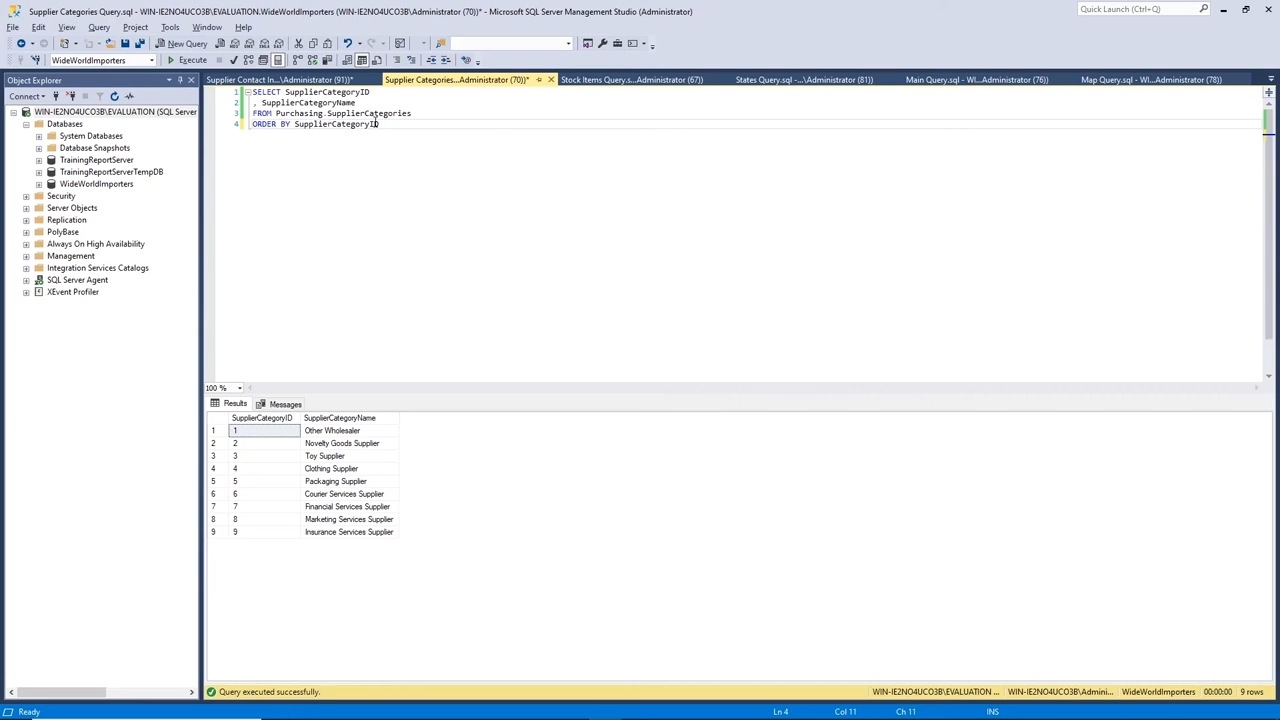 Supplier Categories Query.sql - WIN-IE2NO4UCO3B\EVALUATION.WideWorldImporters (WIN-IE2NO4UCO3B\Administrator (70))* - Microsoft SQL Server Management Studio (Administrator)
Quick Launch (Ctrl+Q)
File Edit View Query Project Tools Window Help
New Query
WideWorldImporters Execute
Object Explorer
Supplier Contact In...\Administrator (91))*
Supplier Categories...Administrator (70))*
Stock Items Query.s...\Administrator (67))
States Query.sql -...\Administrator (81))
Main Query.sql - WI...\Administrator (76))
Map Query.sql - WI...\Administrator (78))
Connect
WIN-IE2NO4UCO3B\EVALUATION (SQL Server
Databases
System Databases
Database Snapshots
TrainingReportServer
TrainingReportServerTempDB
WideWorldImporters
Security
Server Objects
Replication
PolyBase
Always On High Availability
Management
Integration Services Catalogs
SQL Server Agent
XEvent Profiler
1 SELECT SupplierCategoryID
2 , SupplierCategoryName
3 FROM Purchasing.SupplierCategories
4 ORDER BY SupplierCategoryID
100 %
Results Messages
SupplierCategoryID SupplierCategoryName
1 1 Other Wholesaler
2 2 Novelty Goods Supplier
3 3 Toy Supplier
4 4 Clothing Supplier
5 5 Packaging Supplier
6 6 Courier Services Supplier
7 7 Financial Services Supplier
8 8 Marketing Services Supplier
9 9 Insurance Services Supplier
Query executed successfully.
WIN-IE2NO4UCO3B\EVALUATION ... WIN-IE2NO4UCO3B\Admini... WideWorldImporters 00:00:00 9 rows
Ready Ln 4 Col 11 Ch 11 INS